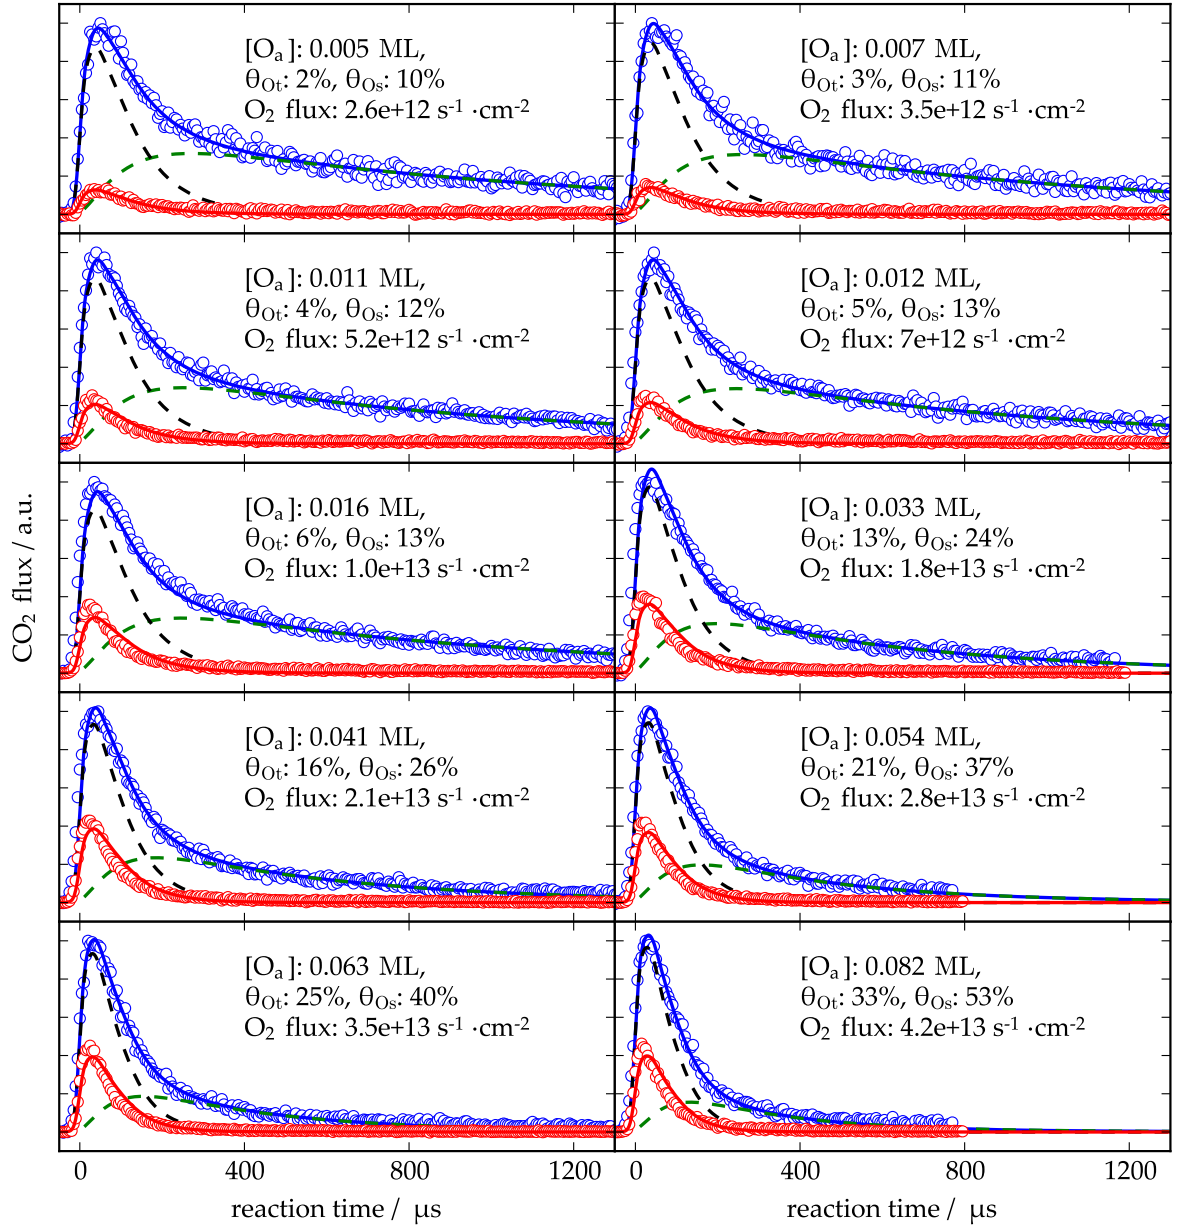 [Oa]: 0.005 ML,
θOt: 2%, θOs: 10%
O2 flux: 2.6e+12 s-1 ·cm-2
[Oa]: 0.007 ML,
θOt: 3%, θOs: 11%
O2 flux: 3.5e+12 s-1 ·cm-2
[Oa]: 0.011 ML,
θOt: 4%, θOs: 12%
O2 flux: 5.2e+12 s-1 ·cm-2
[Oa]: 0.012 ML,
θOt: 5%, θOs: 13%
O2 flux: 7e+12 s-1 ·cm-2
[Oa]: 0.016 ML,
θOt: 6%, θOs: 13%
O2 flux: 1.0e+13 s-1 ·cm-2
[Oa]: 0.033 ML,
θOt: 13%, θOs: 24%
O2 flux: 1.8e+13 s-1 ·cm-2
CO2 flux / a.u.
[Oa]: 0.041 ML,
θOt: 16%, θOs: 26%
O2 flux: 2.1e+13 s-1 ·cm-2
[Oa]: 0.054 ML,
θOt: 21%, θOs: 37%
O2 flux: 2.8e+13 s-1 ·cm-2
[Oa]: 0.063 ML,
θOt: 25%, θOs: 40%
O2 flux: 3.5e+13 s-1 ·cm-2
[Oa]: 0.082 ML,
θOt: 33%, θOs: 53%
O2 flux: 4.2e+13 s-1 ·cm-2
0 400 800 1200
0 400 800 1200
reaction time / μs
reaction time / μs